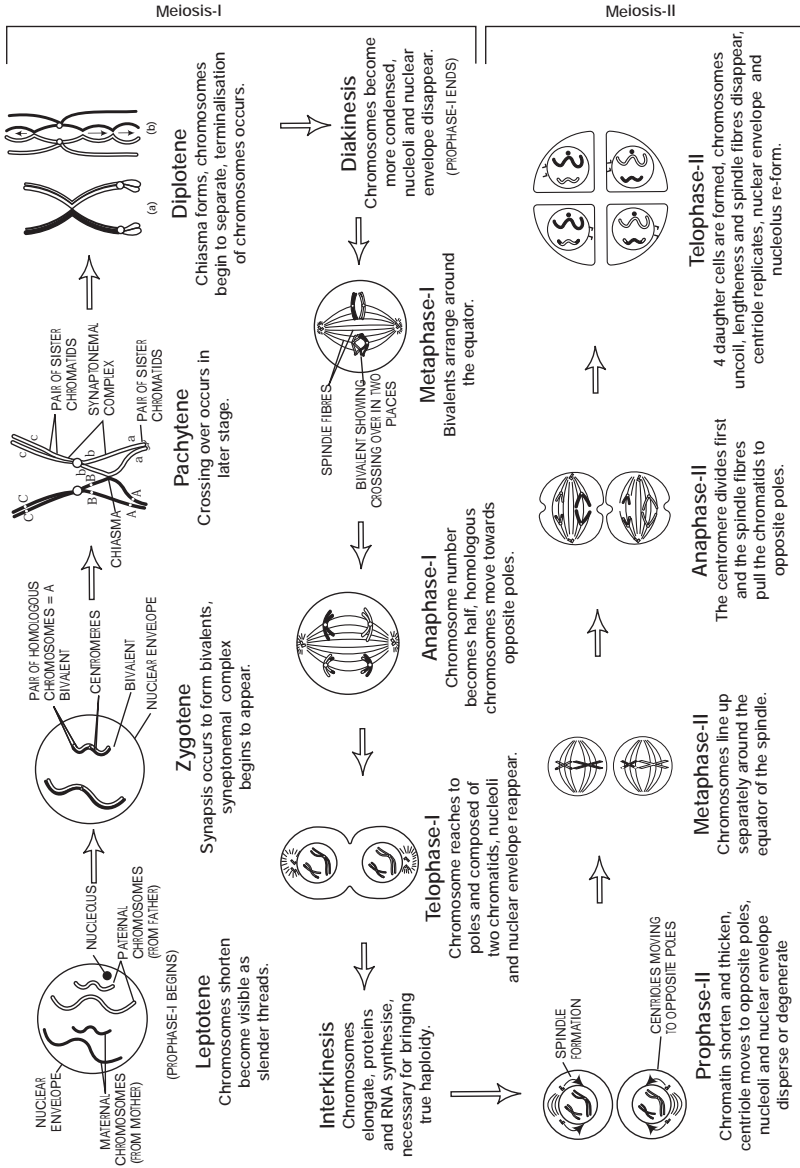 Meiosis-I
NUCLEAR
ENVELOPE
MATERNAL
CHROMOSOMES
(FROM MOTHER)
NUCLEOUS
PATERNAL
CHROMOSOMES
(FROM FATHER)
(PROPHASE-I BEGINS)
Leptotene
Chromosomes shorten
become visible as
slender threads.
PAIR OF HOMOLOGOUS
CHROMOSOMES = A
BIVALENT
CENTROMERES
BIVALENT
NUCLEAR ENVELOPE
Zygotene
Synapsis occurs to form bivalents,
syneptonemal complex
begins to appear.
C C c c
B B b b
A A a a
CHIASMA
PAIR OF SISTER
CHROMATIDS
SYNAPTONEMAL
COMPLEX
PAIR OF SISTER
CHROMATIDS
Pachytene
Crossing over occurs in
later stage.
(a)
(b)
Diplotene
Chiasma forms, chromosomes
begin to separate, terminalisation
of chromosomes occurs.
Diakinesis
Chromosomes become
more condensed,
nucleoli and nuclear
envelope disappear.
(PROPHASE-I ENDS)
SPINDLE FIBRES
BIVALENT SHOWING
CROSSING OVER IN TWO
PLACES
Metaphase-I
Bivalents arrange around
the equator.
Anaphase-I
Chromosome number
becomes half, homologous
chromosomes move towards
opposite poles.
Telophase-I
Chromosome reaches to
poles and composed of
two chromatids, nucleoli
and nuclear envelope reappear.
Interkinesis
Chromosomes
elongate, proteins
and RNA synthesise,
necessary for bringing
true haploidy.
Meiosis-II
SPINDLE
FORMATION
CENTRIOLES MOVING
TO OPPOSITE POLES
Prophase-II
Chromatin shorten and thicken,
centriole moves to opposite poles,
nucleoli and nuclear envelope
disperse or degenerate
Metaphase-II
Chromosomes line up
separately around the
equator of the spindle.
Anaphase-II
The centromere divides first
and the spindle fibres
pull the chromatids to
opposite poles.
Telophase-II
4 daughter cells are formed, chromosomes
uncoil, lengtheness and spindle fibres disappear,
centriole replicates, nuclear envelope and
nucleolus re-form.